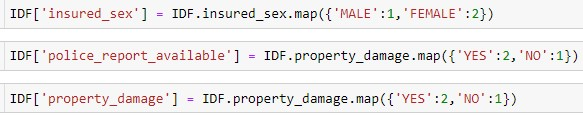 IDF['insured_sex'] = IDF.insured_sex.map({'MALE':1,'FEMALE':2})
IDF['police_report_available'] = IDF.property_damage.map({'YES':2,'NO':1})
IDF['property_damage'] = IDF.property_damage.map({'YES':2,'NO':1})